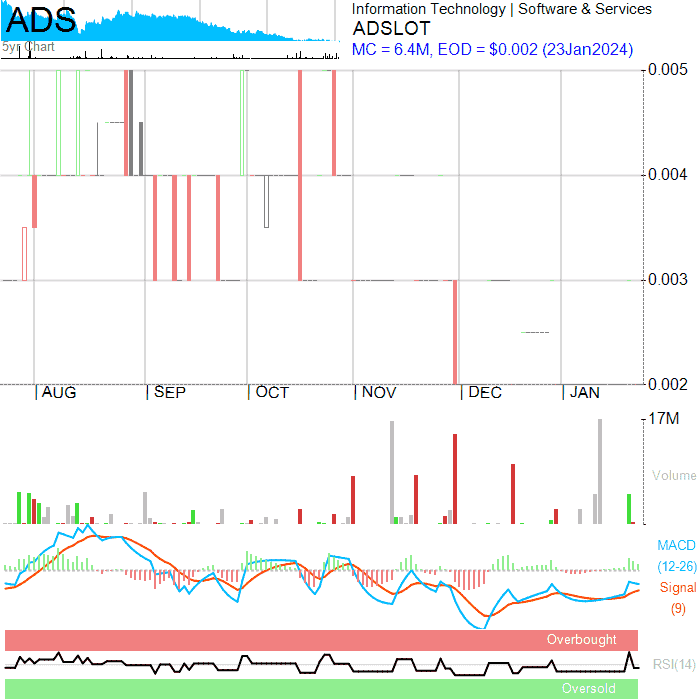 ADS
5yr Chart
Information Technology | Software & Services
ADSLOT
MC = 6.4M, EOD = $0.002 (23Jan2024)
0.005
0.004
0.003
0.002
| AUG | SEP | OCT | NOV | DEC | JAN
17M
Volume
MACD
(12-26)
Signal
(9)
Overbought
RSI(14)
Oversold